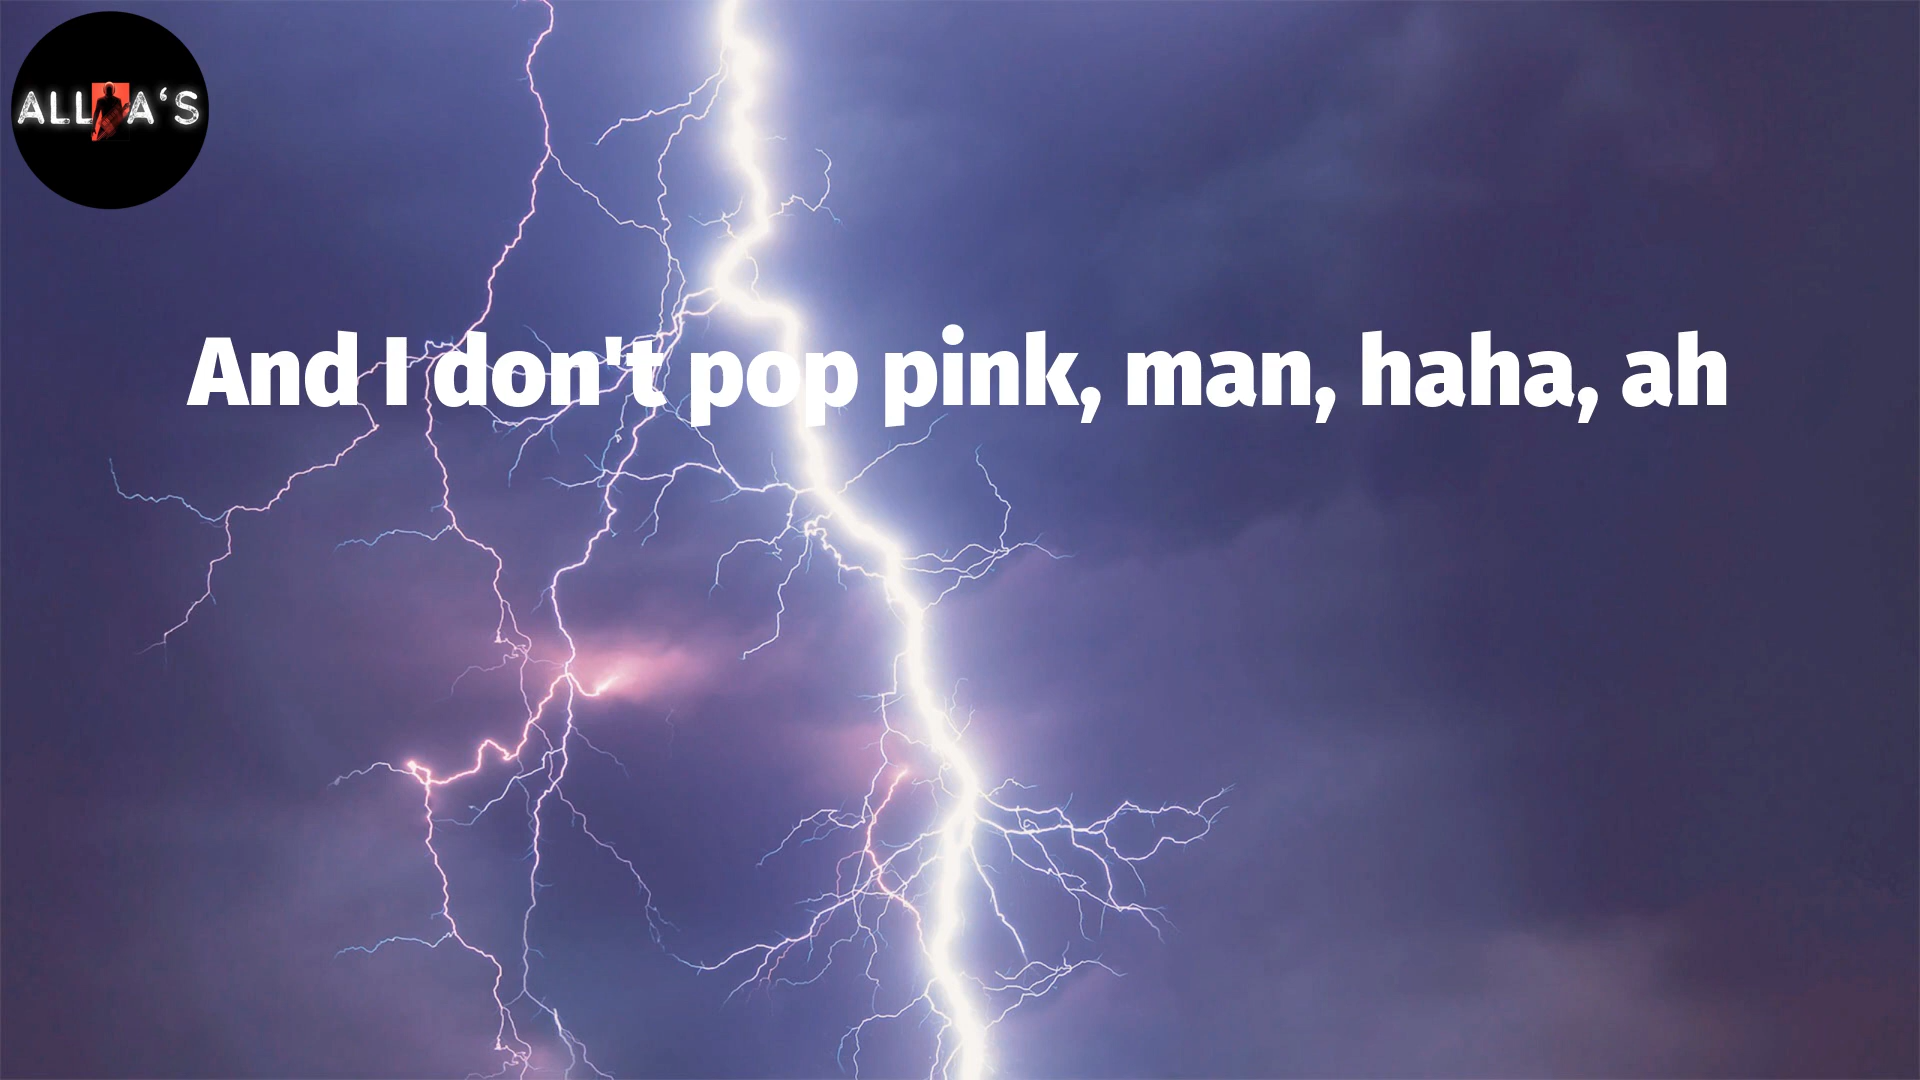 ALL A‘S
And I don't pop pink, man, haha, ah